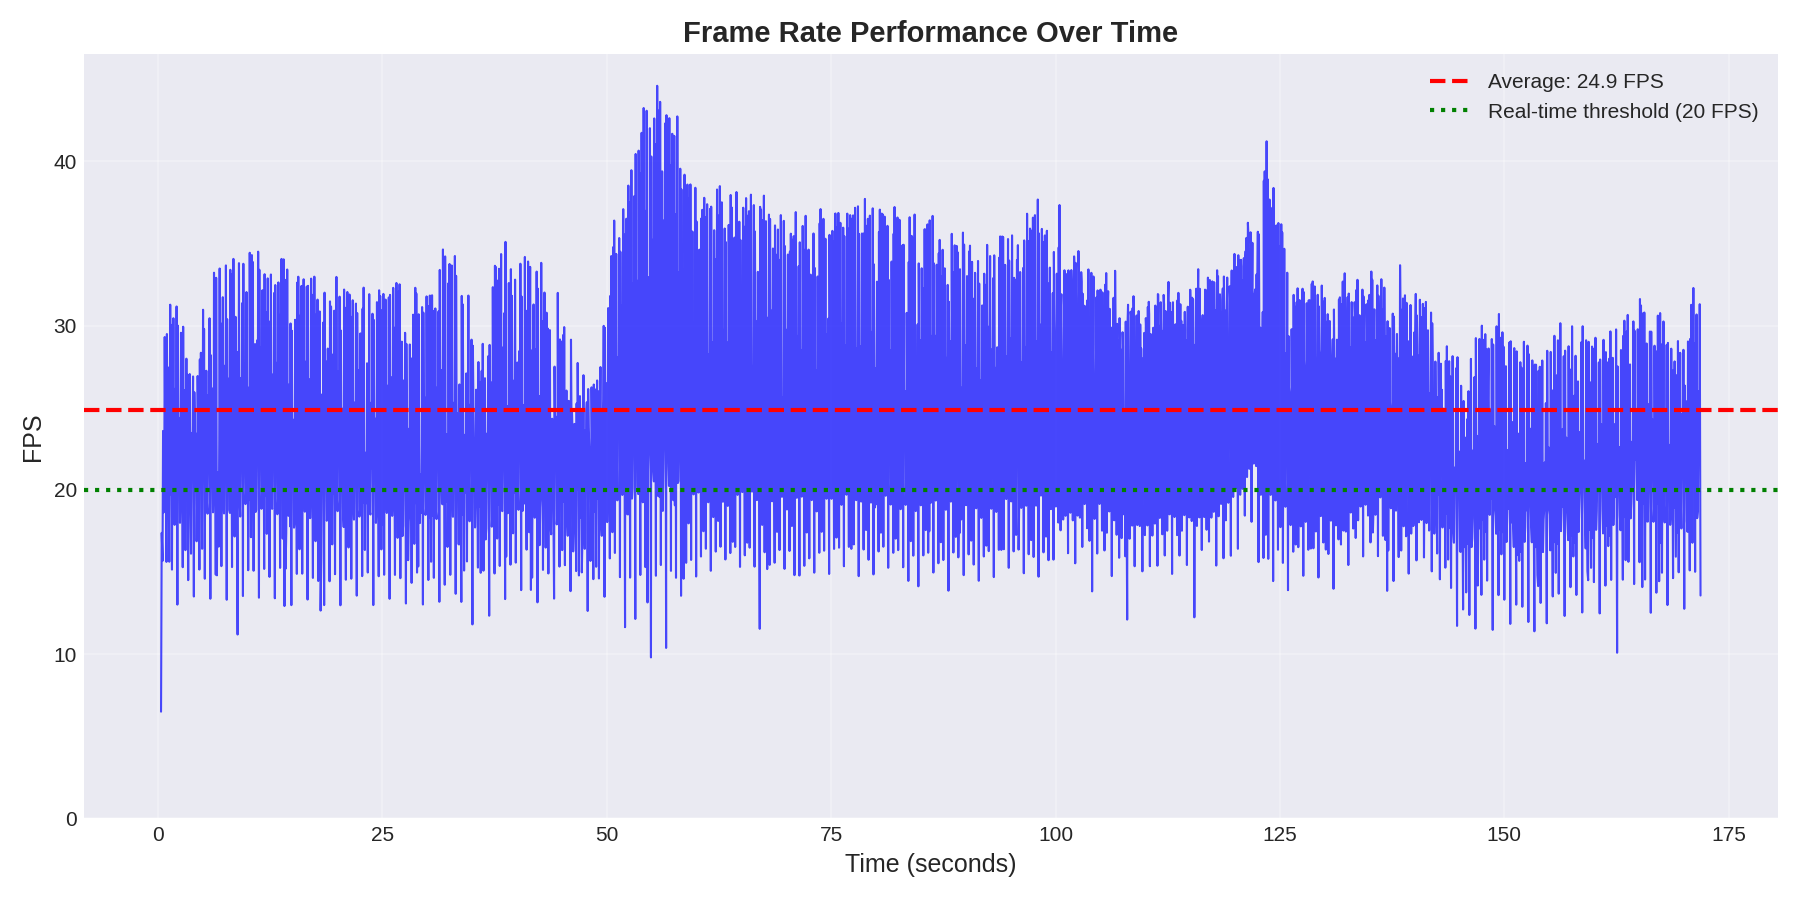 Frame Rate Performance Over Time
Average: 24.9 FPS
Real-time threshold (20 FPS)
FPS
40
30
20
10
0
0 25 50 75 100 125 150 175
Time (seconds)